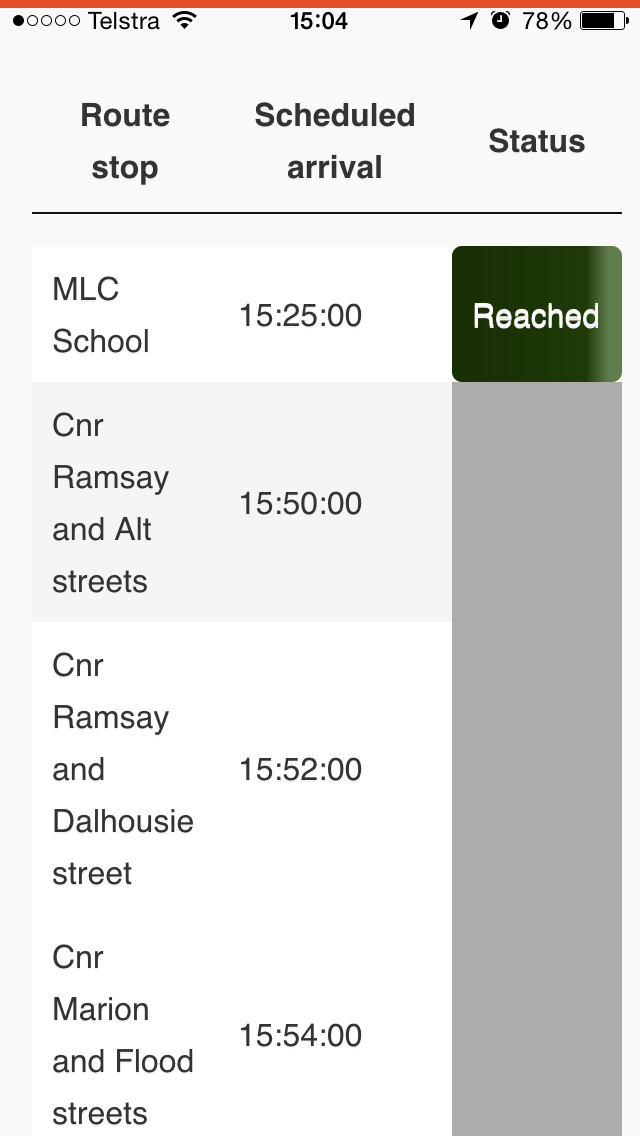 Telstra 15:04 78%
Route Scheduled Status
stop arrival
MLC
School 15:25:00 Reached
Cnr
Ramsay
and Alt
streets 15:50:00
Cnr
Ramsay
and
Dalhousie
street 15:52:00
Cnr
Marion
and Flood
streets 15:54:00